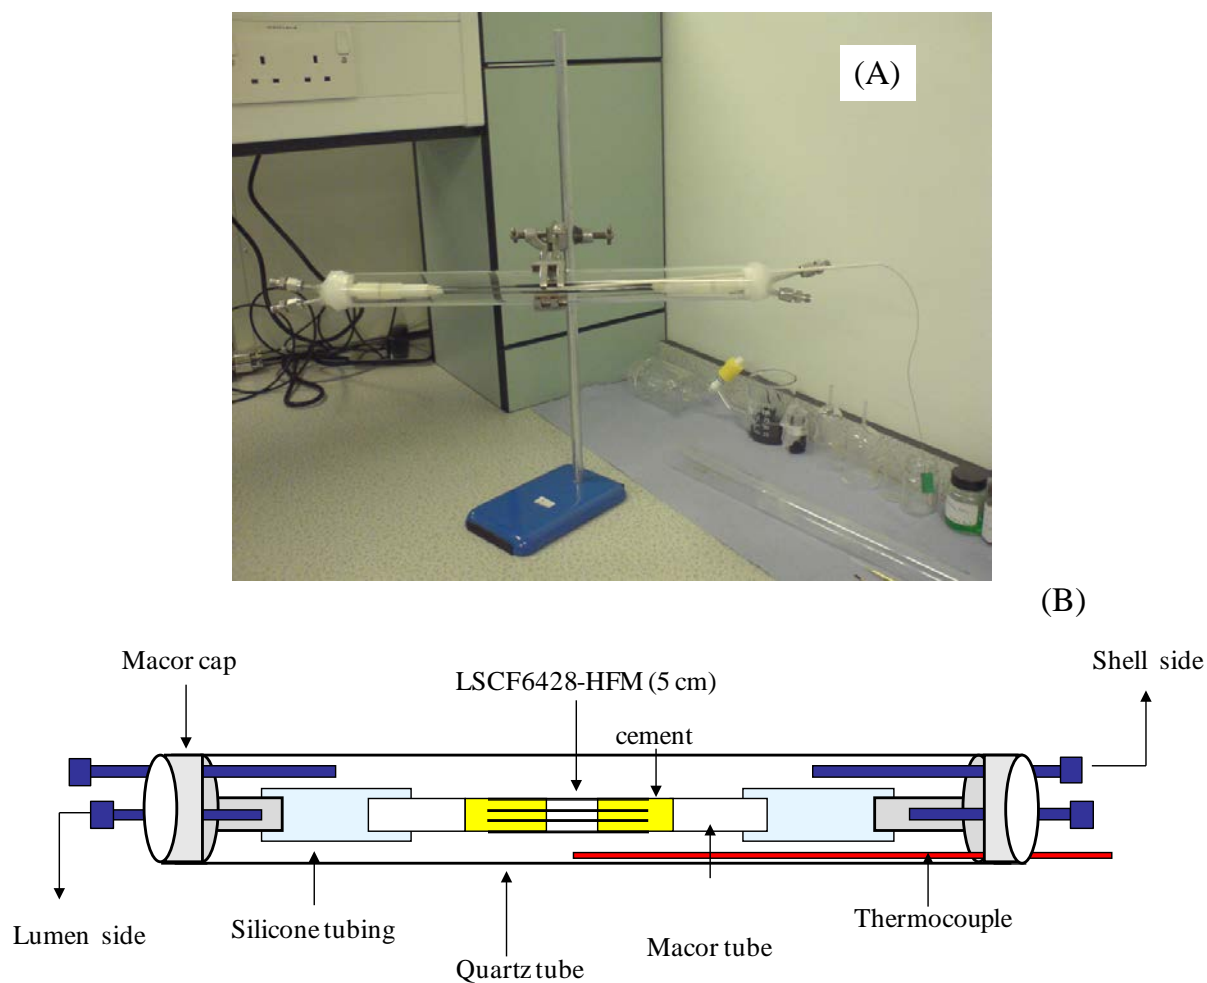 (A)
(B)
Macor cap
LSCF6428-HFM (5 cm)
Shell side
cement
Lumen side
Silicone tubing
Quartz tube
Macor tube
Thermocouple